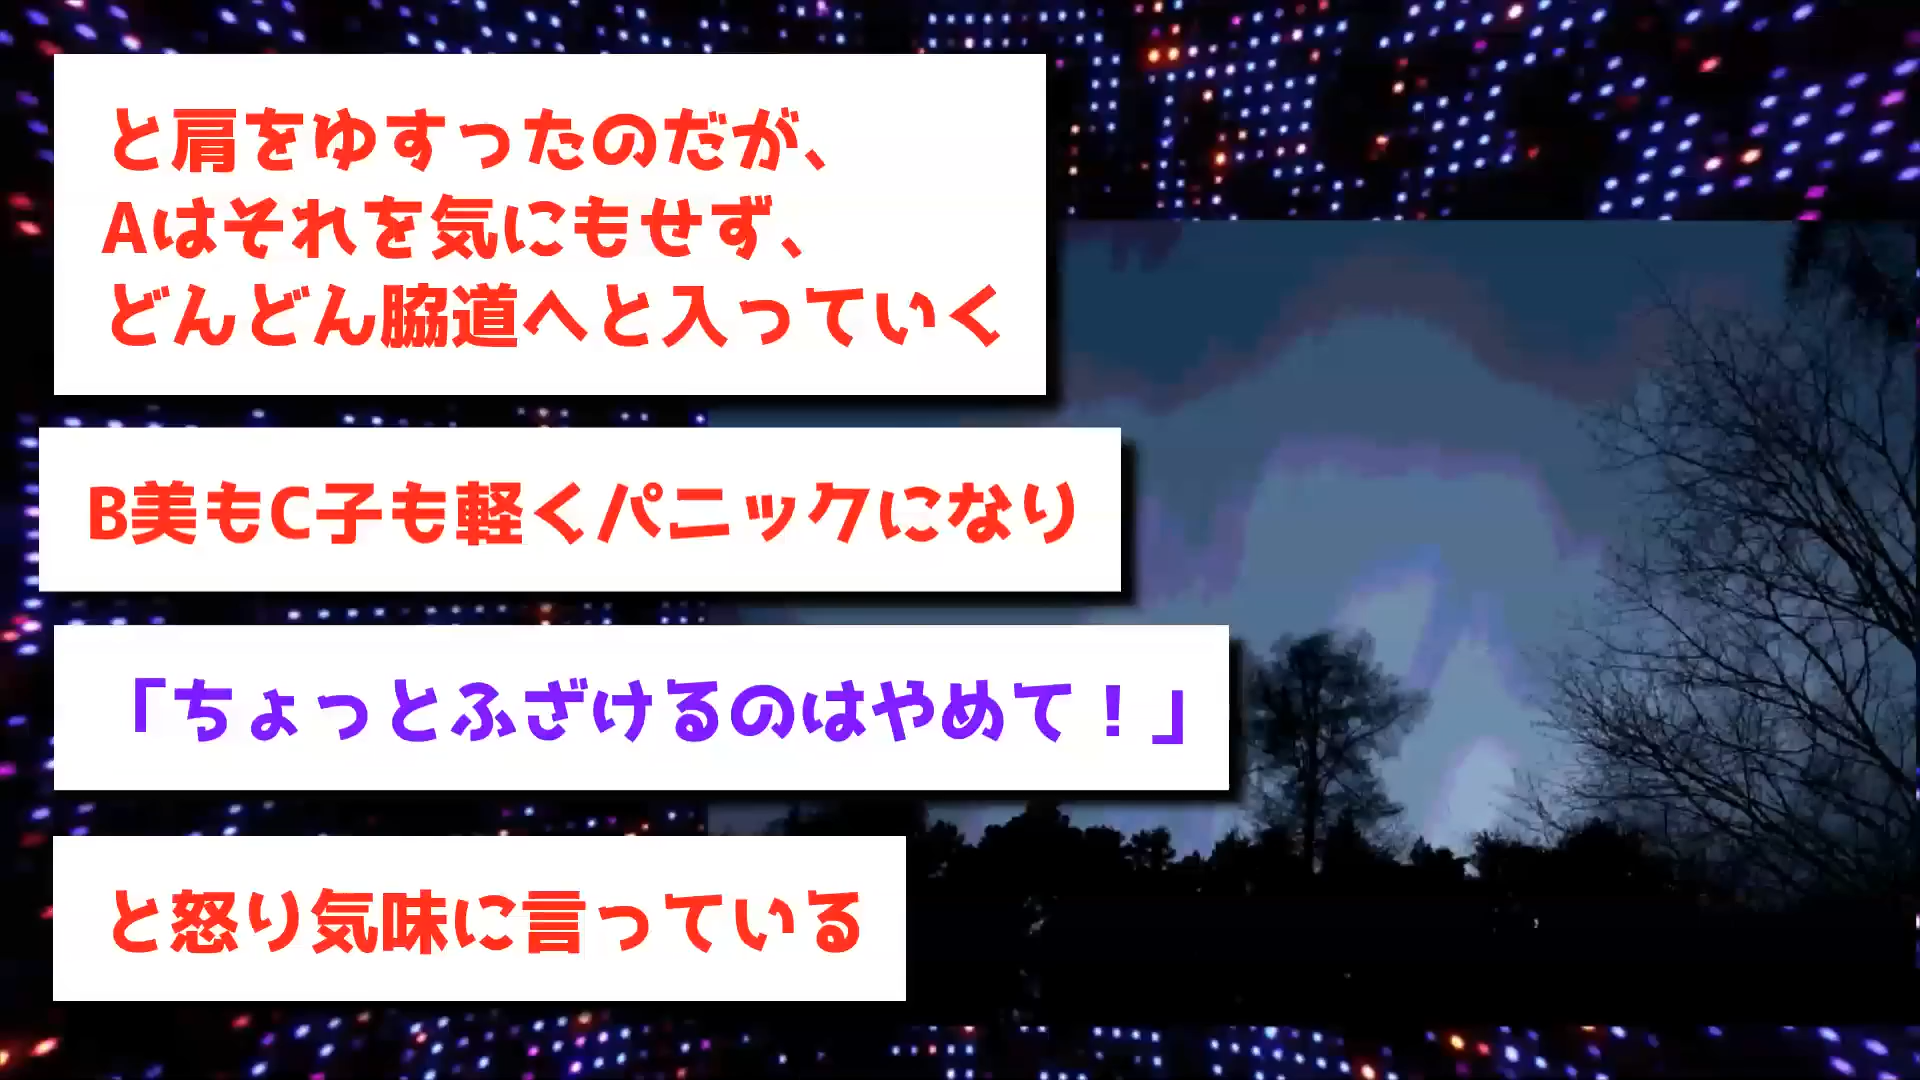 と肩をゆすったのだが、
Aはそれを気にもせず、
どんどん脇道へと入っていく
B美もC子も軽くパニックになり
「ちょっとふざけるのはやめて！」
と怒り気味に言っている